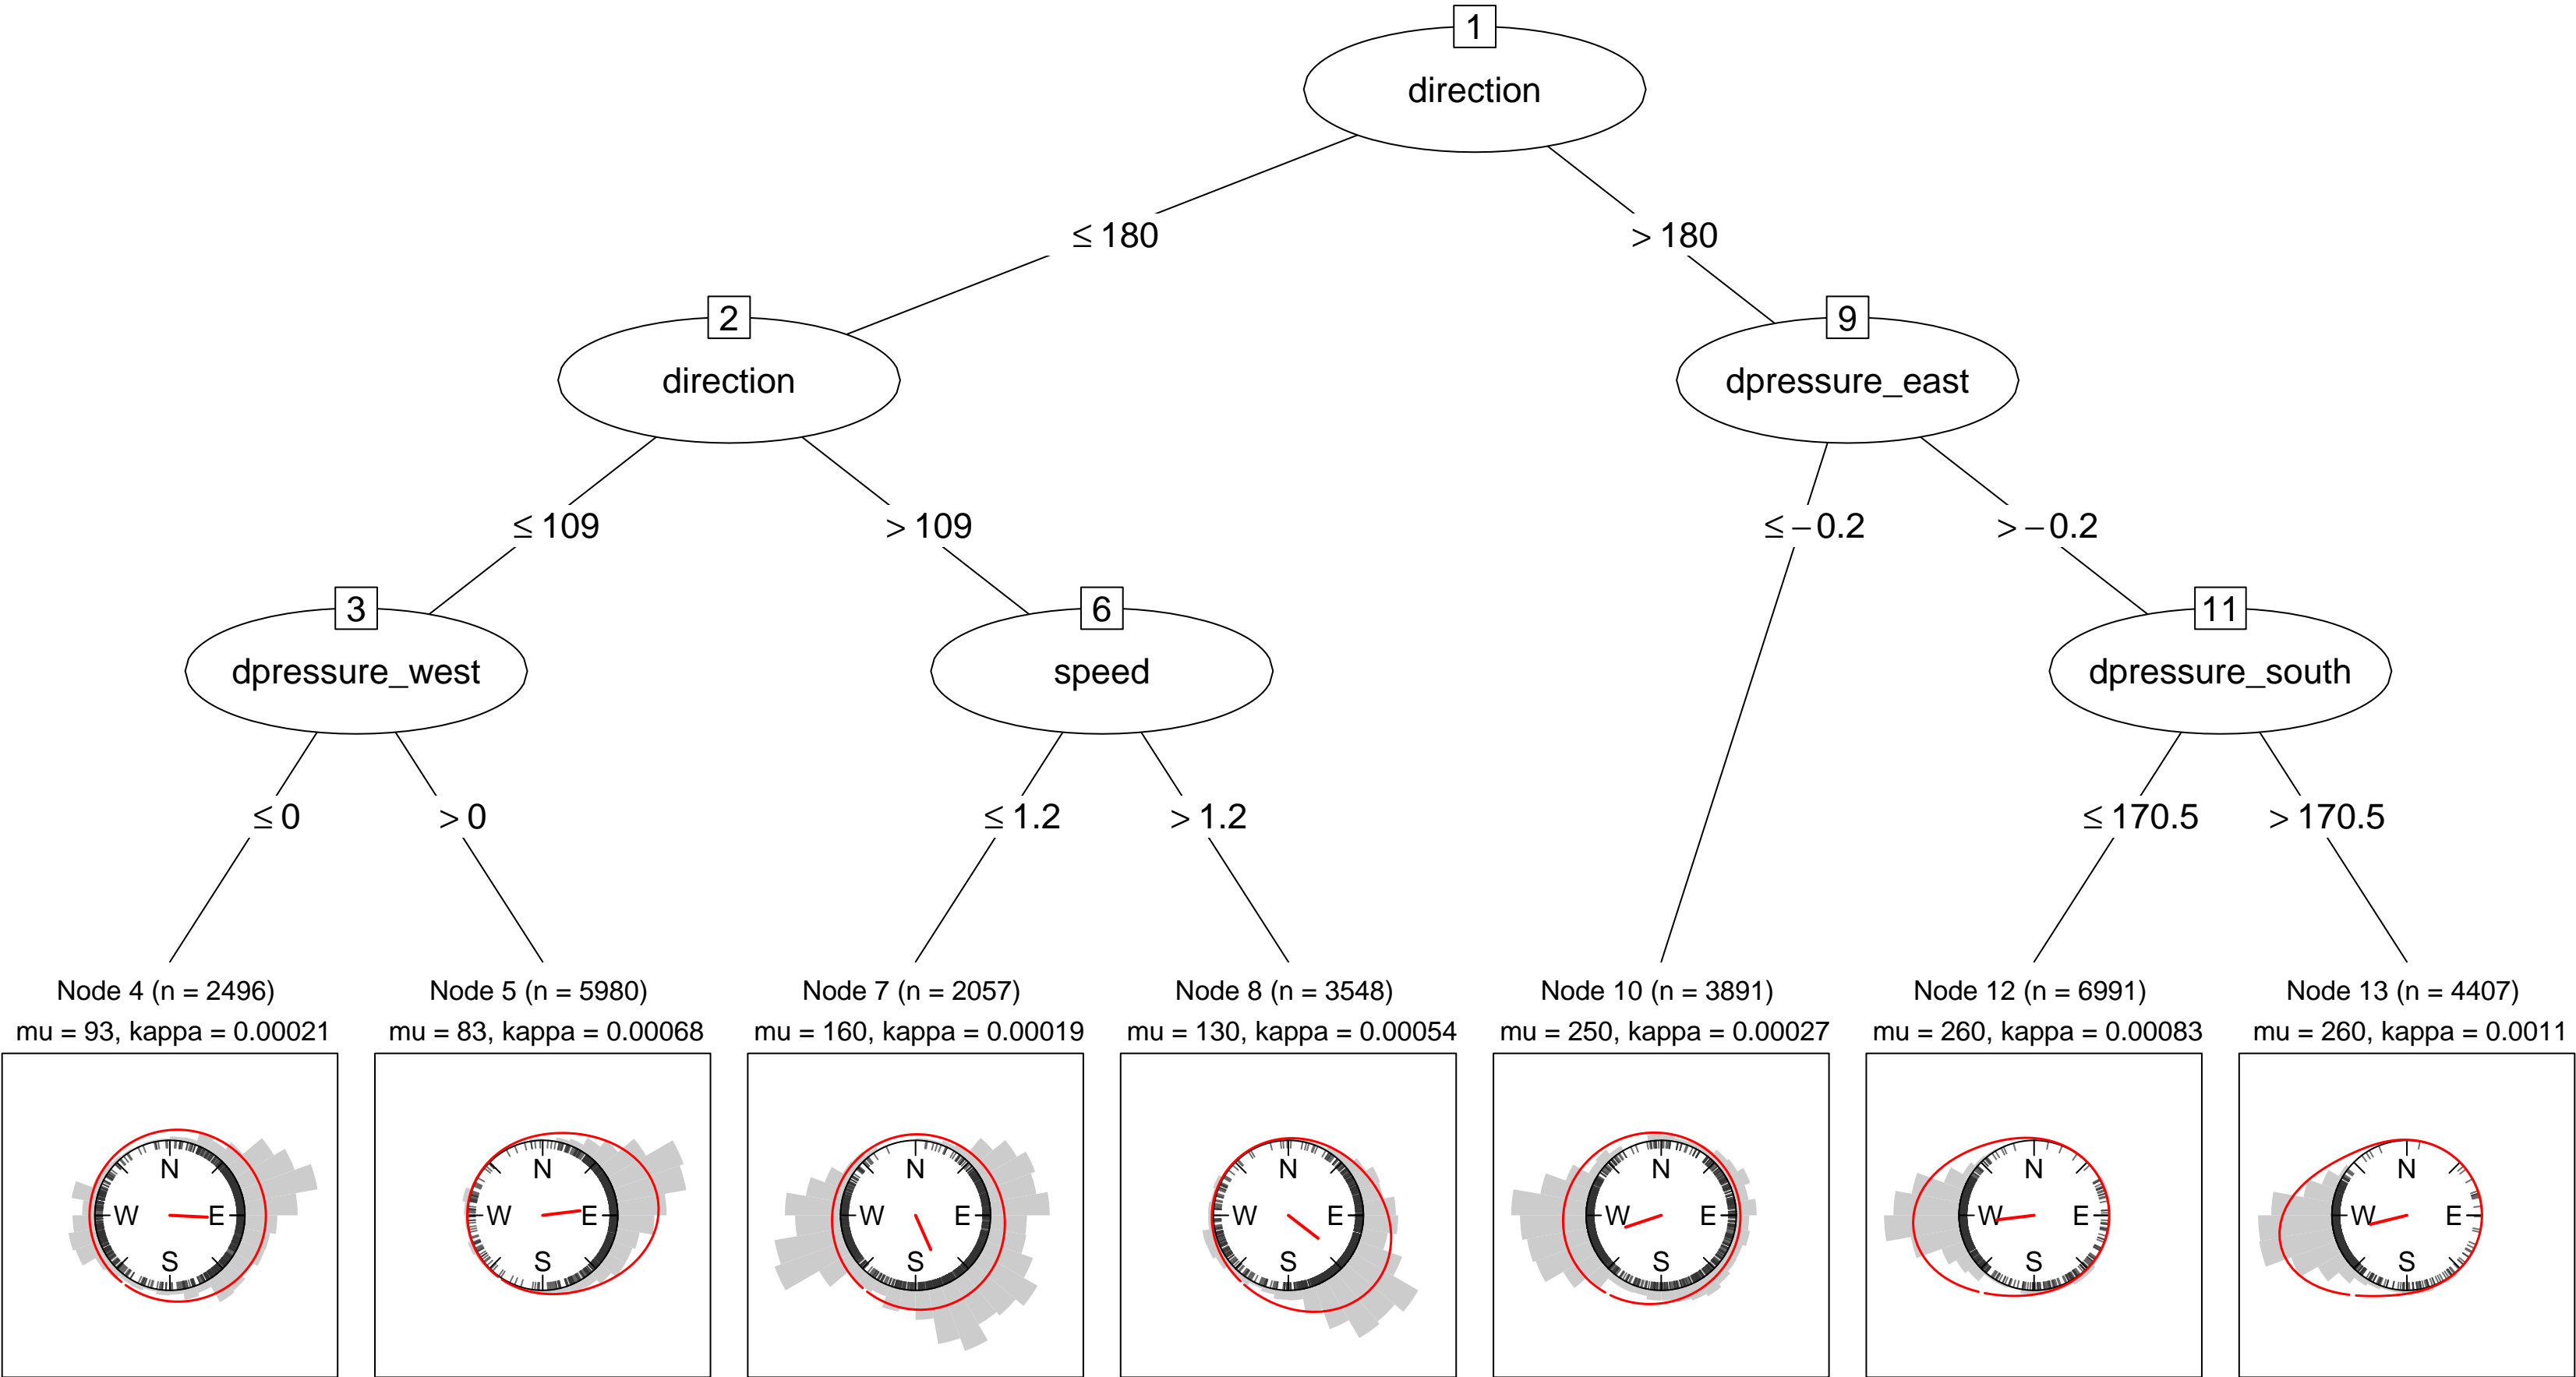 1
direction
≤ 180
> 180
2
direction
9
dpressure_east
≤ 109
> 109
≤ −0.2
> −0.2
3
dpressure_west
6
speed
11
dpressure_south
≤ 0
> 0
≤ 1.2
> 1.2
≤ 170.5
> 170.5
Node 4 (n = 2496)
mu = 93, kappa = 0.00021
Node 5 (n = 5980)
mu = 83, kappa = 0.00068
Node 7 (n = 2057)
mu = 160, kappa = 0.00019
Node 8 (n = 3548)
mu = 130, kappa = 0.00054
Node 10 (n = 3891)
mu = 250, kappa = 0.00027
Node 12 (n = 6991)
mu = 260, kappa = 0.00083
Node 13 (n = 4407)
mu = 260, kappa = 0.0011
N
W E
S
N
W E
S
N
W E
S
N
W E
S
N
W E
S
N
W E
S
N
W E
S